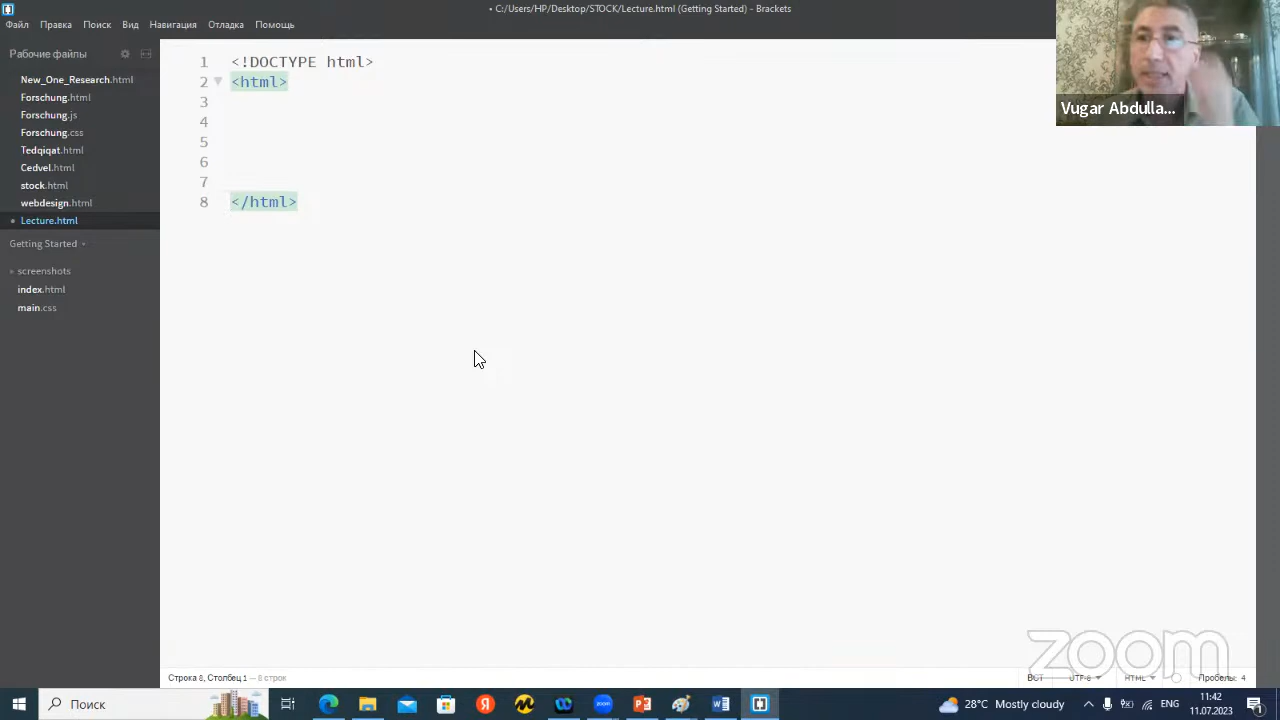 • C:/Users/HP/Desktop/STOCK/Lecture.html (Getting Started) - Brackets
Файл Правка Поиск Вид Навигация Отладка Помощь
Рабочие файлы
New_One_Research.html
Forschung.html
Forschung.js
Forschung.css
Tedqiqat.html
Cedvel.html
stock.html
webdesign.html
Lecture.html
Getting Started
screenshots
index.html
main.css
1 <!DOCTYPE html>
2 <html>
3
4
5
6
7
8 </html>
Vugar Abdulla...
zoom
Строка 8, Столбец 1 — 8 строк
ВСТ UTF-8 HTML Пробелы: 4
Поиск
zoom
28°C Mostly cloudy
ENG
11:42
11.07.2023
1